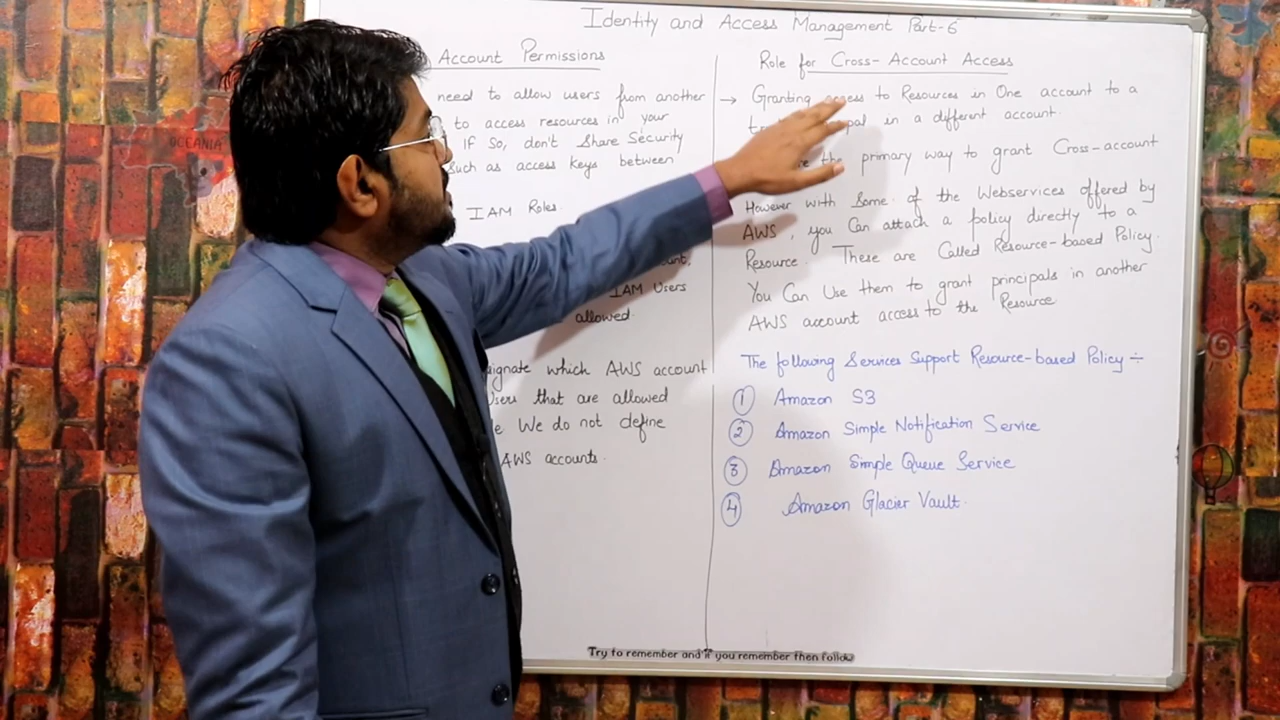 Identity and Access Management Part-6
Account Permissions
need to allow users from another
to access resources in your
If So, don't Share Security
such as access keys between
IAM Roles.
IAM Users
allowed.
which AWS account
Users that are allowed
We do not define
AWS accounts.
Role for Cross-Account Access
→ Granting access to Resources in One account to a
in a different account.
the primary way to grant Cross-account
However with Some of the Webservices offered by
AWS, you Can attach a policy directly to a
Resource. These are Called Resource-based Policy.
You Can Use them to grant principals in another
AWS account access to the Resource
The following Services Support Resource-based Policy ÷
1 Amazon S3
2 Amazon Simple Notification Service
3 Amazon Simple Queue Service
4 Amazon Glacier Vault.
OCEANIA
Try to remember and if you remember then follow